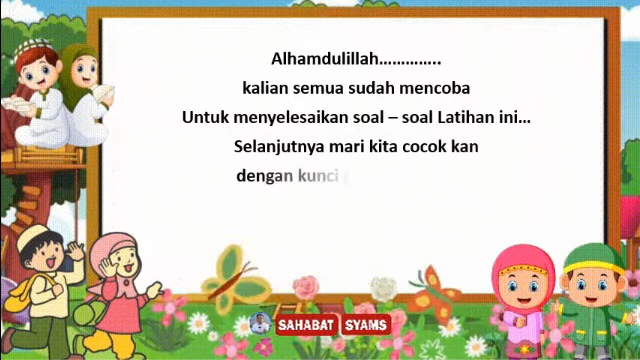 Alhamdulillah…………..
kalian semua sudah mencoba
Untuk menyelesaikan soal – soal Latihan ini…
Selanjutnya mari kita cocok kan
dengan kunci
SAHABAT SYAMS